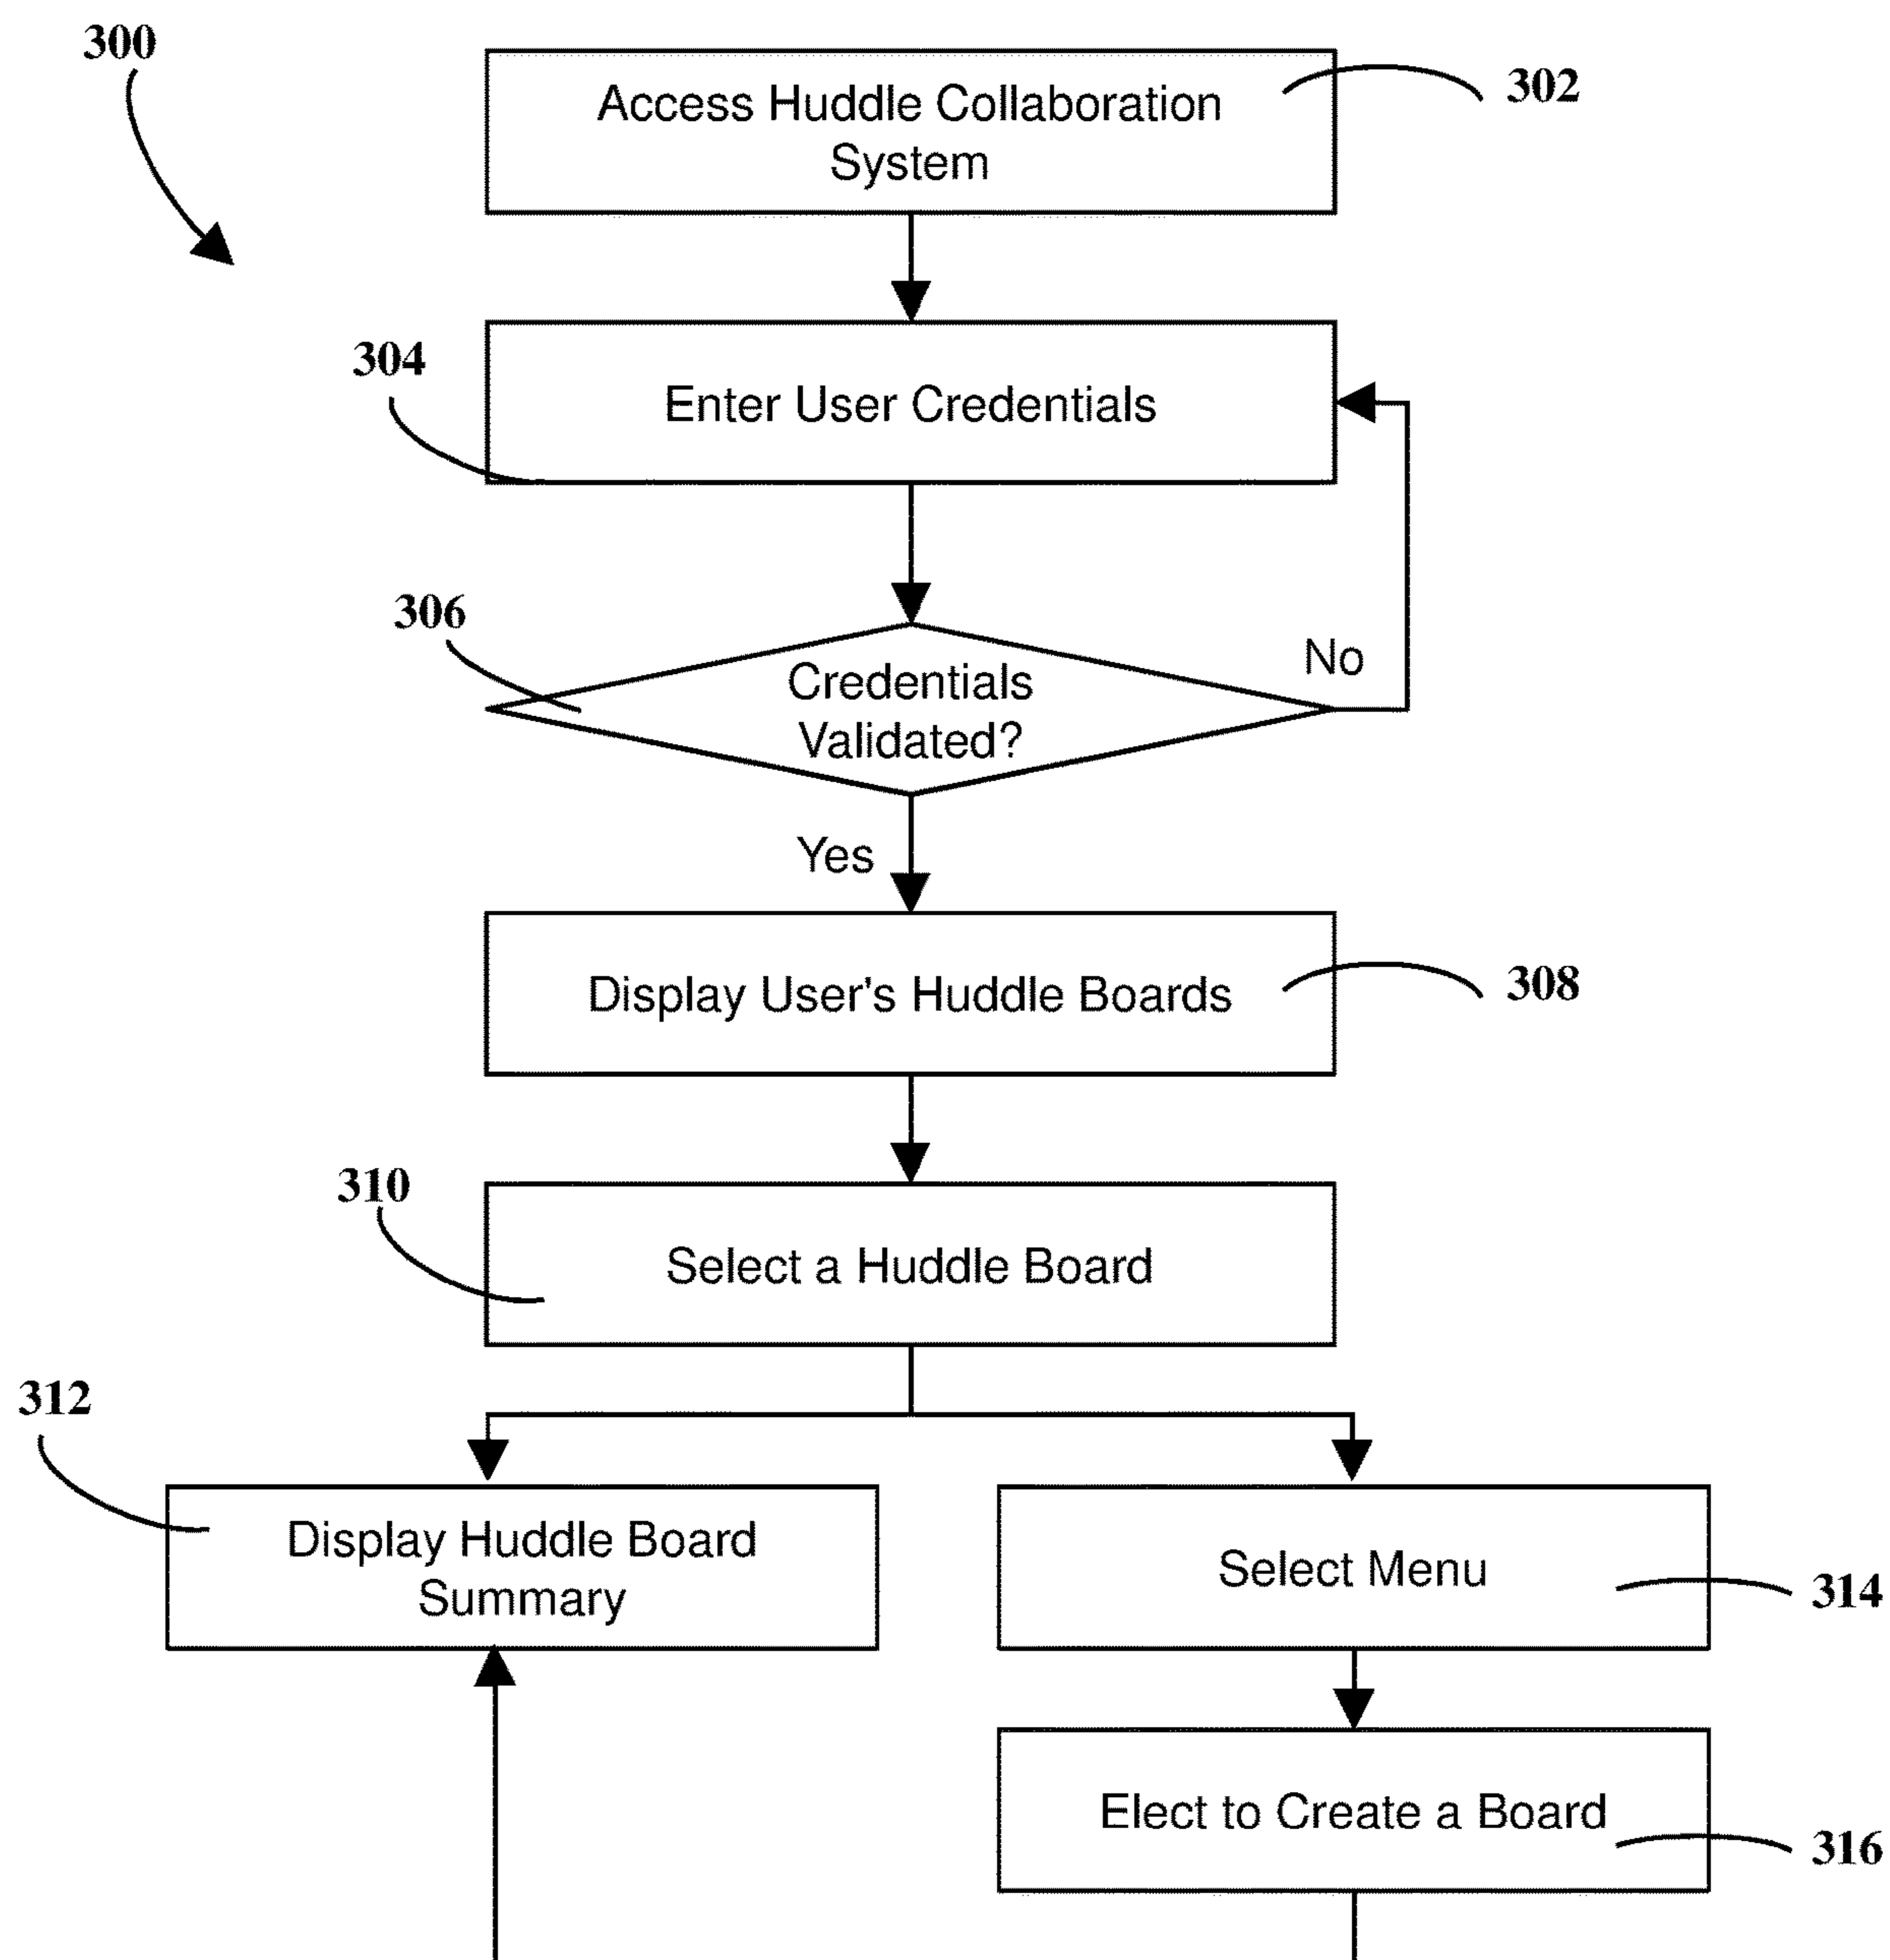 300
Access Huddle Collaboration
System
302
304
Enter User Credentials
306
Credentials
Validated?
No
Yes
Display User's Huddle Boards
308
310
Select a Huddle Board
312
Display Huddle Board
Summary
Select Menu
314
Elect to Create a Board
316